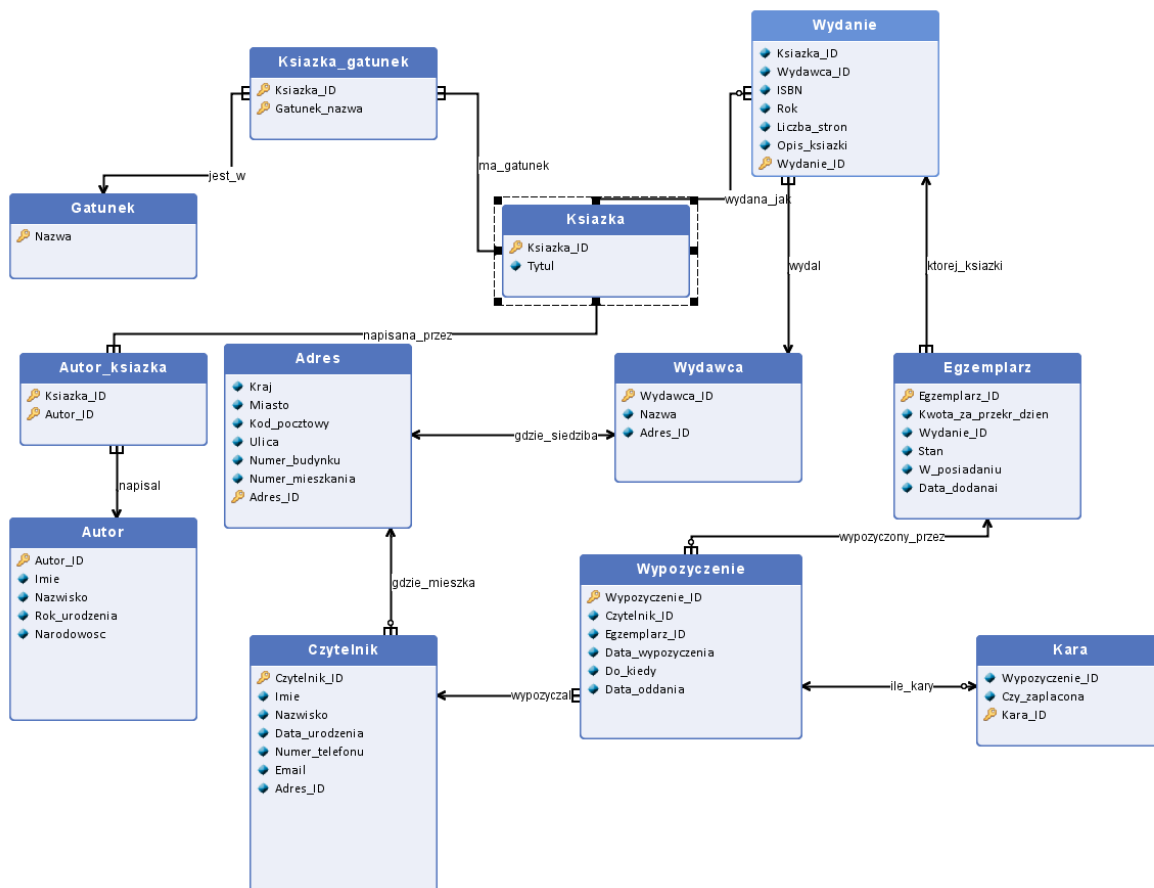 Wydanie
Ksiazka_ID
Wydawca_ID
ISBN
Rok
Liczba_stron
Opis_ksiazki
Wydanie_ID
Ksiazka_gatunek
Ksiazka_ID
Gatunek_nazwa
jest_w
ma_gatunek
wydana_jak
Gatunek
Nazwa
Ksiazka
Ksiazka_ID
Tytul
wydal
ktorej_ksiazki
napisana_przez
Autor_ksiazka
Ksiazka_ID
Autor_ID
Adres
Kraj
Miasto
Kod_pocztowy
Ulica
Numer_budynku
Numer_mieszkania
Adres_ID
gdzie_siedziba
Wydawca
Wydawca_ID
Nazwa
Adres_ID
Egzemplarz
Egzemplarz_ID
Kwota_za_przekr_dzien
Wydanie_ID
Stan
W_posiadaniu
Data_dodanai
napisal
Autor
Autor_ID
Imie
Nazwisko
Rok_urodzenia
Narodowosc
gdzie_mieszka
wypozyczony_przez
Wypozyczenie
Wypozyczenie_ID
Czytelnik_ID
Egzemplarz_ID
Data_wypozyczenia
Do_kiedy
Data_oddania
Czytelnik
Czytelnik_ID
Imie
Nazwisko
Data_urodzenia
Numer_telefonu
Email
Adres_ID
wypozyczal
ile_kary
Kara
Wypozyczenie_ID
Czy_zaplacona
Kara_ID